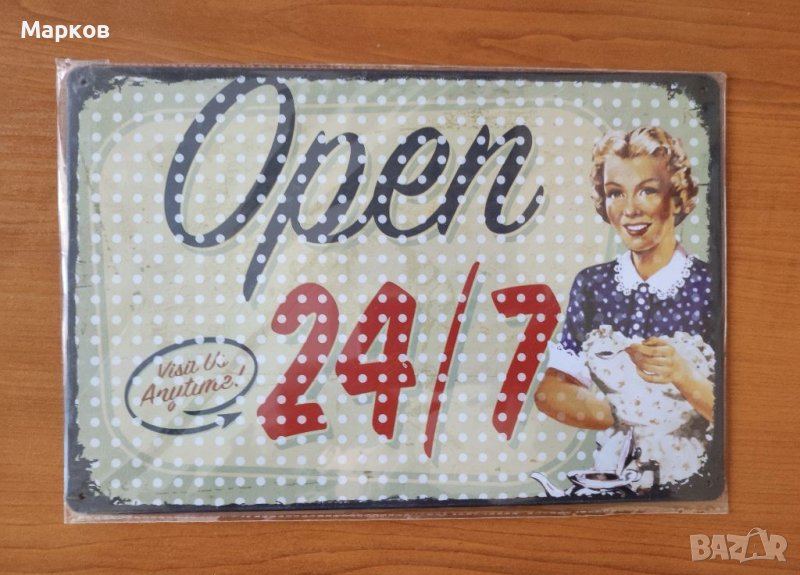 Марков
Open
24/7
Visit Us
Anytime!
BAZAR